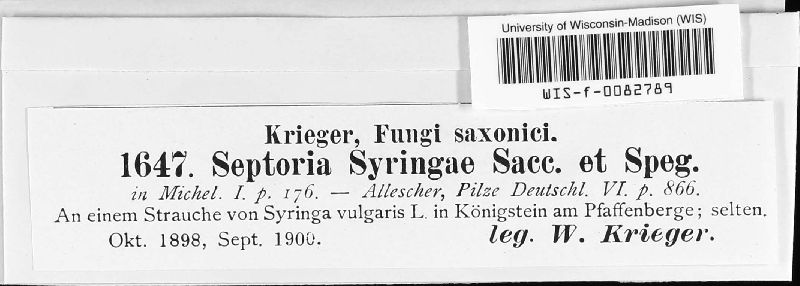 University of Wisconsin-Madison (WIS)
WIS-f-0082789
Krieger, Fungi saxonici.
1647. Septoria Syringae Sacc. et Speg.
in Michel. I. p. 176. — Allescher, Pilze Deutschl. VI. p. 866.
An einem Strauche von Syringa vulgaris L. in Königstein am Pfaffenberge; selten.
Okt. 1898, Sept. 1900. leg. W. Krieger.